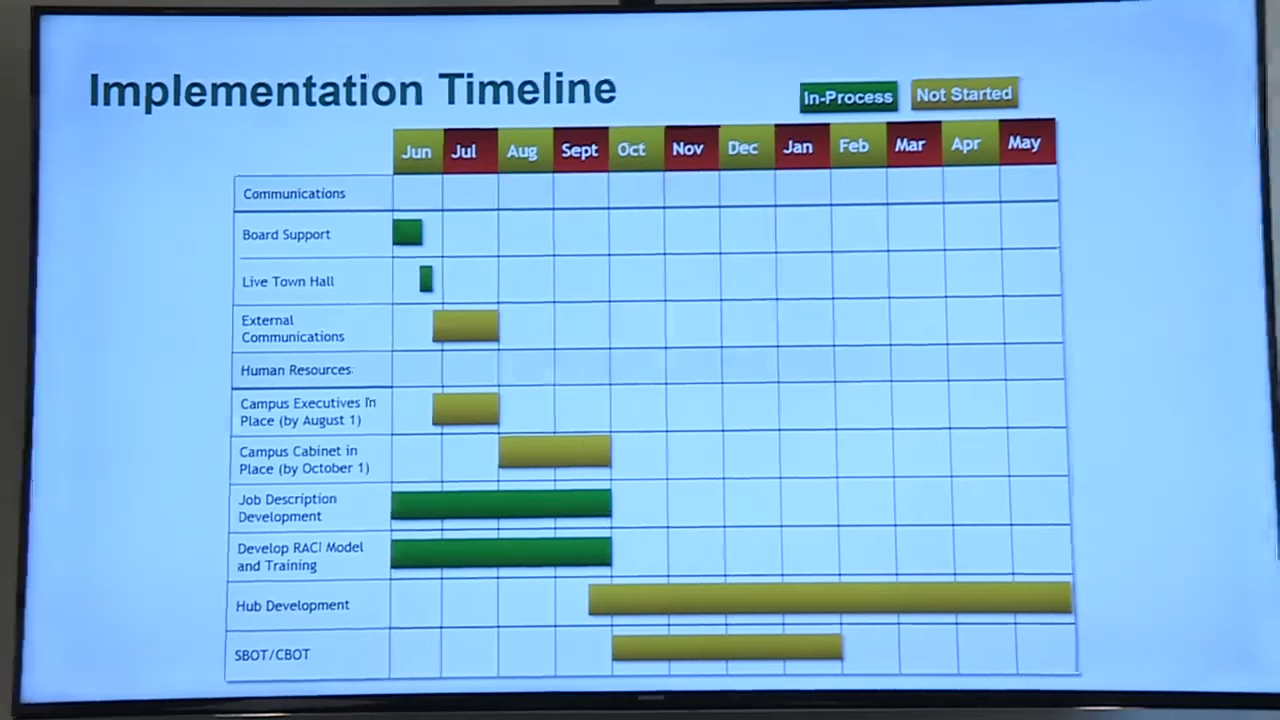 Implementation Timeline
In-Process
Not Started
Jun Jul Aug Sept Oct Nov Dec Jan Feb Mar Apr May
Communications
Board Support
Live Town Hall
External
Communications
Human Resources
Campus Executives In
Place (by August 1)
Campus Cabinet in
Place (by October 1)
Job Description
Development
Develop RACI Model
and Training
Hub Development
SBOT/CBOT